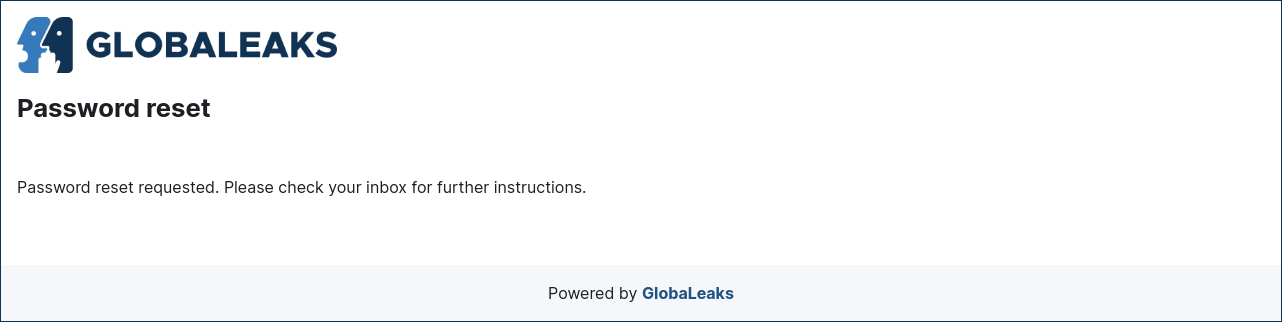 GLOBALEAKS
Password reset
Password reset requested. Please check your inbox for further instructions.
Powered by GlobaLeaks